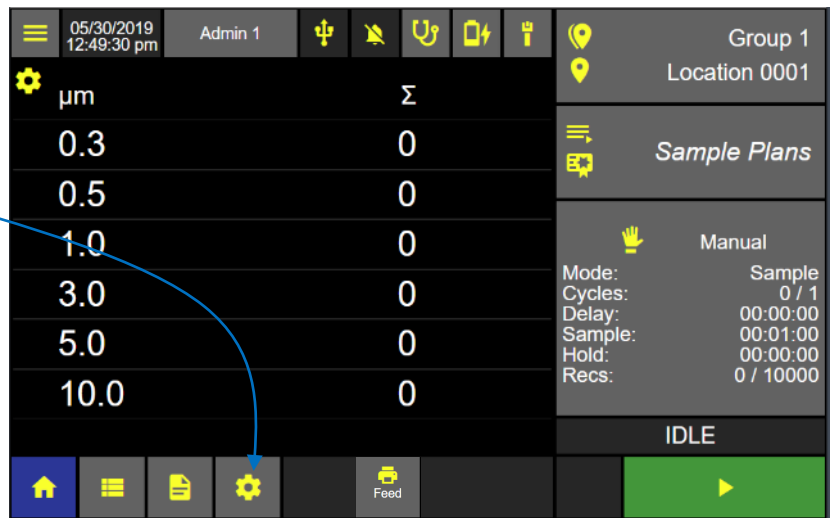 05/30/2019
12:49:30 pm
Admin 1
Group 1
Location 0001
µm Σ
0.3 0
0.5 0
1.0 0
3.0 0
5.0 0
10.0 0
Sample Plans
Manual
Mode: Sample
Cycles: 0 / 1
Delay: 00:00:00
Sample: 00:01:00
Hold: 00:00:00
Recs: 0 / 10000
IDLE
Feed